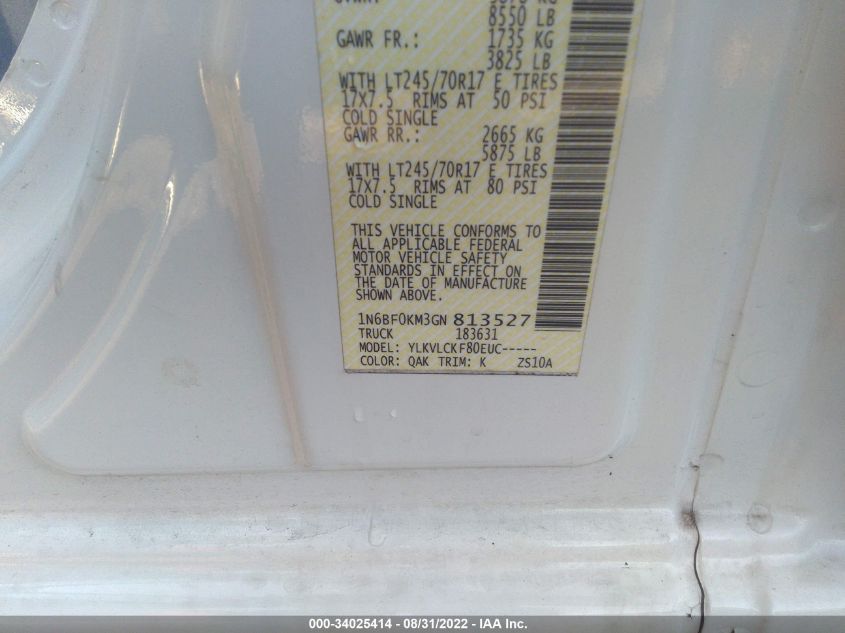 8550 LB
GAWR FR.: 1735 KG
3825 LB
WITH LT245/70R17 E TIRES
17X7.5 RIMS AT 50 PSI
COLD SINGLE
GAWR RR.: 2665 KG
5875 LB
WITH LT245/70R17 E TIRES
17X7.5 RIMS AT 80 PSI
COLD SINGLE
THIS VEHICLE CONFORMS TO
ALL APPLICABLE FEDERAL
MOTOR VEHICLE SAFETY
STANDARDS IN EFFECT ON
THE DATE OF MANUFACTURE
SHOWN ABOVE.
1N6BF0KM3GN 813527
TRUCK 183631
MODEL: YLKVLCKF80EUC-----
COLOR: QAK TRIM: K ZS10A
000-34025414 - 08/31/2022 - IAA Inc.